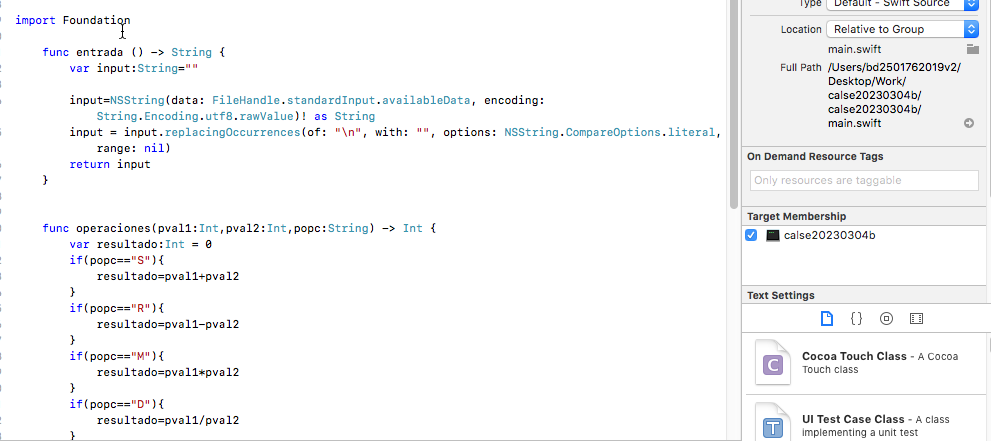 import Foundation
func entrada () -> String {
var input:String=""
input=NSString(data: FileHandle.standardInput.availableData, encoding:
String.Encoding.utf8.rawValue)! as String
input = input.replacingOccurrences(of: "\n", with: "", options: NSString.CompareOptions.literal,
range: nil)
return input
}
func operaciones(pval1:Int,pval2:Int,popc:String) -> Int {
var resultado:Int = 0
if(popc=="S"){
resultado=pval1+pval2
}
if(popc=="R"){
resultado=pval1-pval2
}
if(popc=="M"){
resultado=pval1*pval2
}
if(popc=="D"){
resultado=pval1/pval2
}
Type Default - Swift Source
Location Relative to Group
main.swift
Full Path /Users/bd2501762019v2/
Desktop/Work/
calse20230304b/
calse20230304b/
main.swift
On Demand Resource Tags
Only resources are taggable
Target Membership
calse20230304b
Text Settings
{}
C
Cocoa Touch Class - A Cocoa
Touch class
T
UI Test Case Class - A class
implementing a unit test